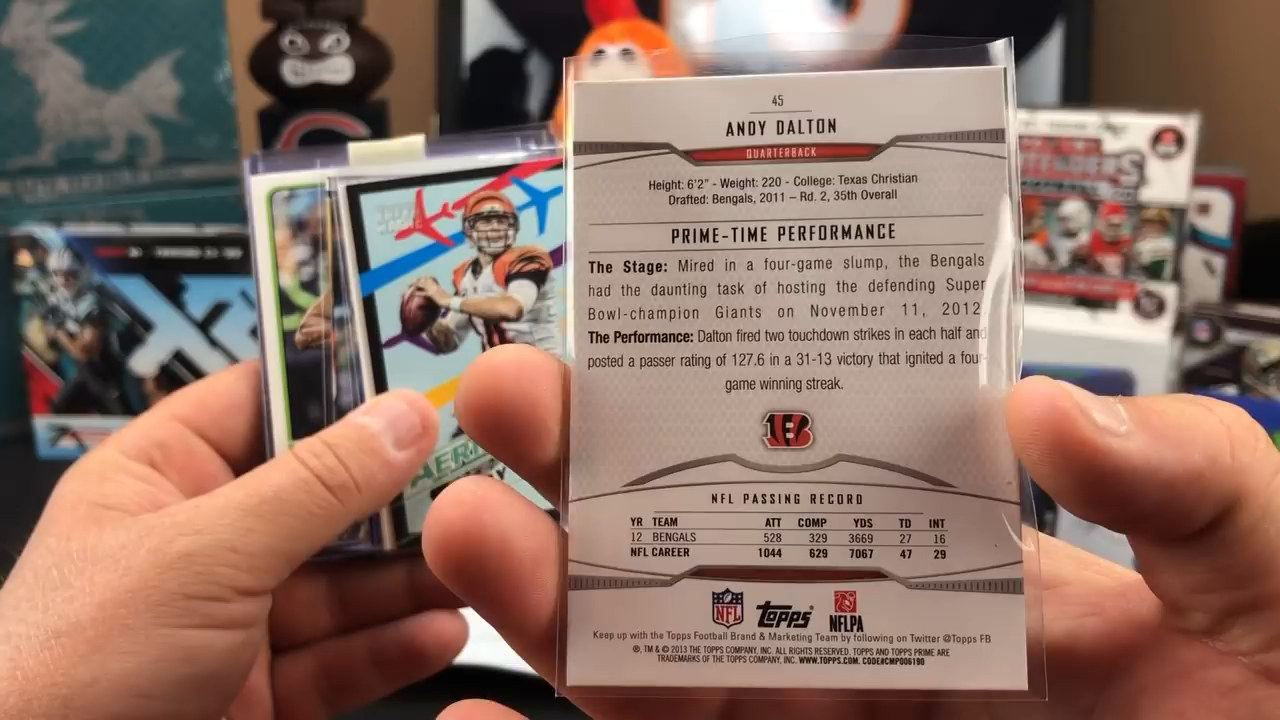 45
ANDY DALTON
QUARTERBACK
Height: 6'2" - Weight: 220 - College: Texas Christian
Drafted: Bengals, 2011 – Rd. 2, 35th Overall
PRIME-TIME PERFORMANCE
The Stage: Mired in a four-game slump, the Bengals
had the daunting task of hosting the defending Super
Bowl-champion Giants on November 11, 2012
The Performance: Dalton fired two touchdown strikes in each half and
posted a passer rating of 127.6 in a 31-13 victory that ignited a four-
game winning streak.
B
NFL PASSING RECORD
YR TEAM ATT COMP YDS TD INT
12 BENGALS 528 329 3669 27 16
NFL CAREER 1044 629 7067 47 29
NFL topps NFLPA
Keep up with the Topps Football Brand & Marketing Team by following on Twitter @Topps FB
®, TM & © 2013 THE TOPPS COMPANY, INC. ALL RIGHTS RESERVED. TOPPS AND TOPPS PRIME ARE
TRADEMARKS OF THE TOPPS COMPANY, INC. WWW.TOPPS.COM. CODE#CMP006190
AER